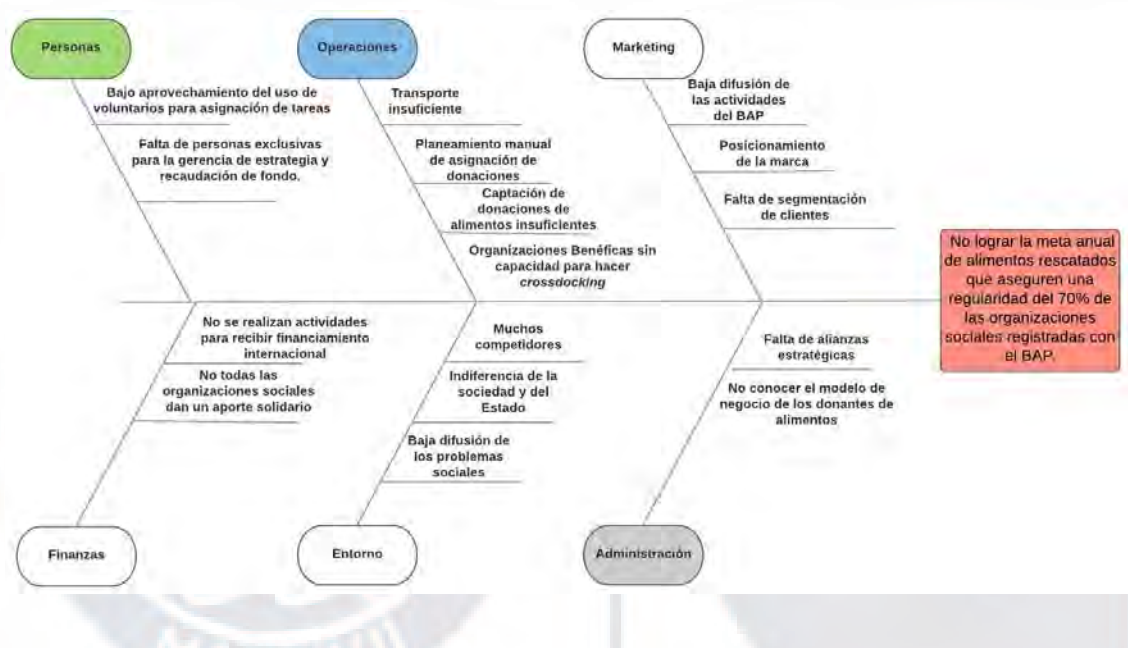 Personas
Operaciones
Marketing
Bajo aprovechamiento del uso de
voluntarios para asignación de tareas
Falta de personas exclusivas
para la gerencia de estrategia y
recaudación de fondo.
Transporte
insuficiente
Planeamiento manual
de asignación de
donaciones
Captación de
donaciones de
alimentos insuficientes
Organizaciones Benéficas sin
capacidad para hacer
crossdocking
Baja difusión de
las actividades
del BAP
Posicionamiento
de la marca
Falta de segmentación
de clientes
No lograr la meta anual
de alimentos rescatados
que aseguren una
regularidad del 70% de
las organizaciones
sociales registradas con
el BAP.
No se realizan actividades
para recibir financiamiento
internacional
No todas las
organizaciones sociales
dan un aporte solidario
Muchos
competidores
Indiferencia de la
sociedad y del
Estado
Baja difusión de
los problemas
sociales
Falta de alianzas
estratégicas
No conocer el modelo de
negocio de los donantes de
alimentos
Finanzas
Entorno
Administración